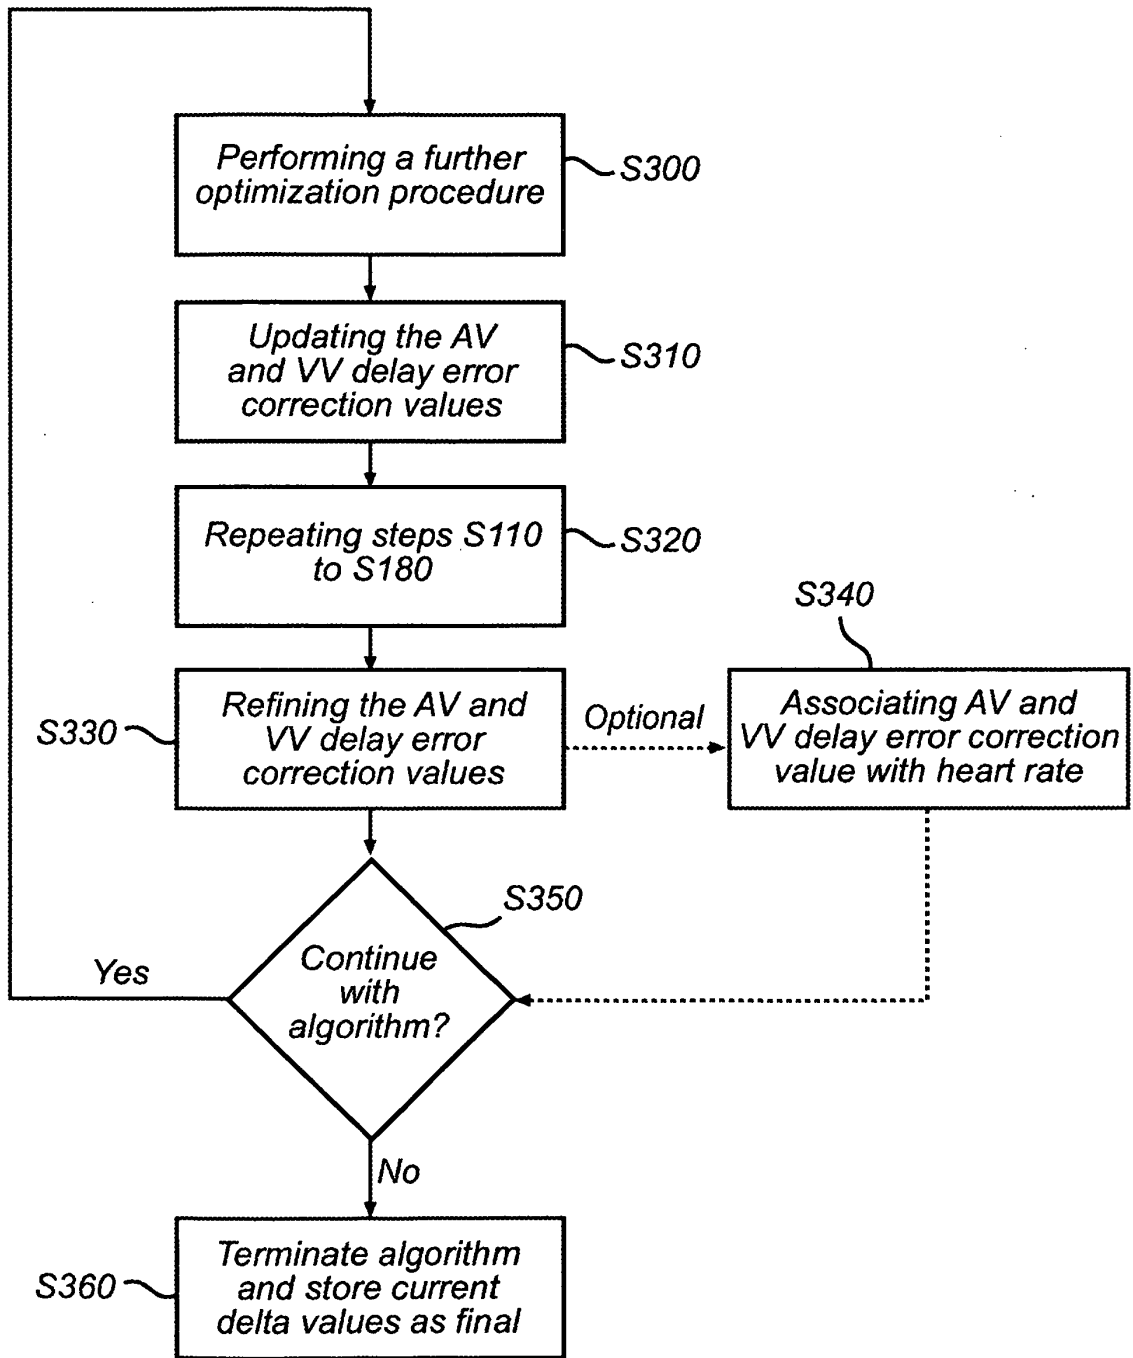 Performing a further
optimization procedure
S300
Updating the AV
and VV delay error
correction values
S310
Repeating steps S110
to S180
S320
S340
Refining the AV and
VV delay error
correction values
S330
Optional
Associating AV and
VV delay error correction
value with heart rate
S350
Continue
with
algorithm?
Yes
No
Terminate algorithm
and store current
delta values as final
S360